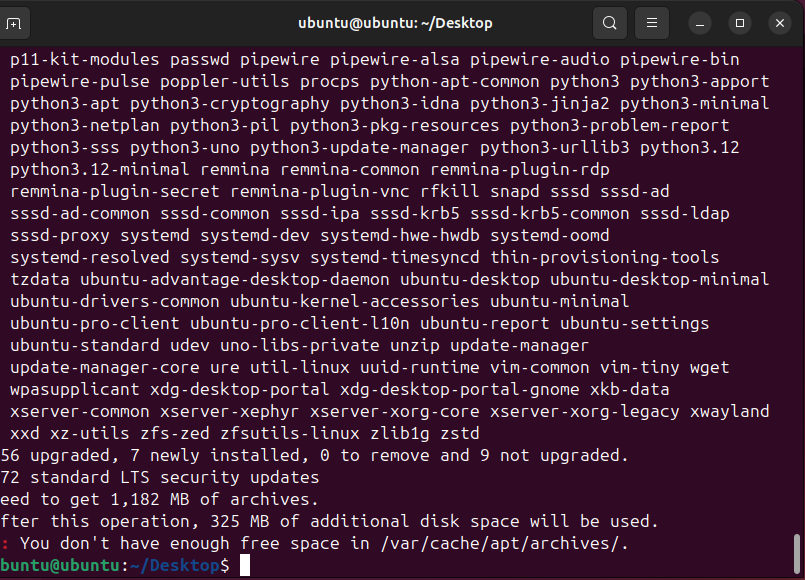 ubuntu@ubuntu: ~/Desktop
p11-kit-modules passwd pipewire pipewire-alsa pipewire-audio pipewire-bin
pipewire-pulse poppler-utils procps python-apt-common python3 python3-apport
python3-apt python3-cryptography python3-idna python3-jinja2 python3-minimal
python3-netplan python3-pil python3-pkg-resources python3-problem-report
python3-sss python3-uno python3-update-manager python3-urllib3 python3.12
python3.12-minimal remmina remmina-common remmina-plugin-rdp
remmina-plugin-secret remmina-plugin-vnc rfkill snapd sssd sssd-ad
sssd-ad-common sssd-common sssd-ipa sssd-krb5 sssd-krb5-common sssd-ldap
sssd-proxy systemd systemd-dev systemd-hwe-hwdb systemd-oomd
systemd-resolved systemd-sysv systemd-timesyncd thin-provisioning-tools
tzdata ubuntu-advantage-desktop-daemon ubuntu-desktop ubuntu-desktop-minimal
ubuntu-drivers-common ubuntu-kernel-accessories ubuntu-minimal
ubuntu-pro-client ubuntu-pro-client-l10n ubuntu-report ubuntu-settings
ubuntu-standard udev uno-libs-private unzip update-manager
update-manager-core ure util-linux uuid-runtime vim-common vim-tiny wget
wpasupplicant xdg-desktop-portal xdg-desktop-portal-gnome xkb-data
xserver-common xserver-xephyr xserver-xorg-core xserver-xorg-legacy xwayland
xxd xz-utils zfs-zed zfsutils-linux zlib1g zstd
56 upgraded, 7 newly installed, 0 to remove and 9 not upgraded.
72 standard LTS security updates
eed to get 1,182 MB of archives.
fter this operation, 325 MB of additional disk space will be used.
: You don't have enough free space in /var/cache/apt/archives/.
buntu@ubuntu:~/Desktop$